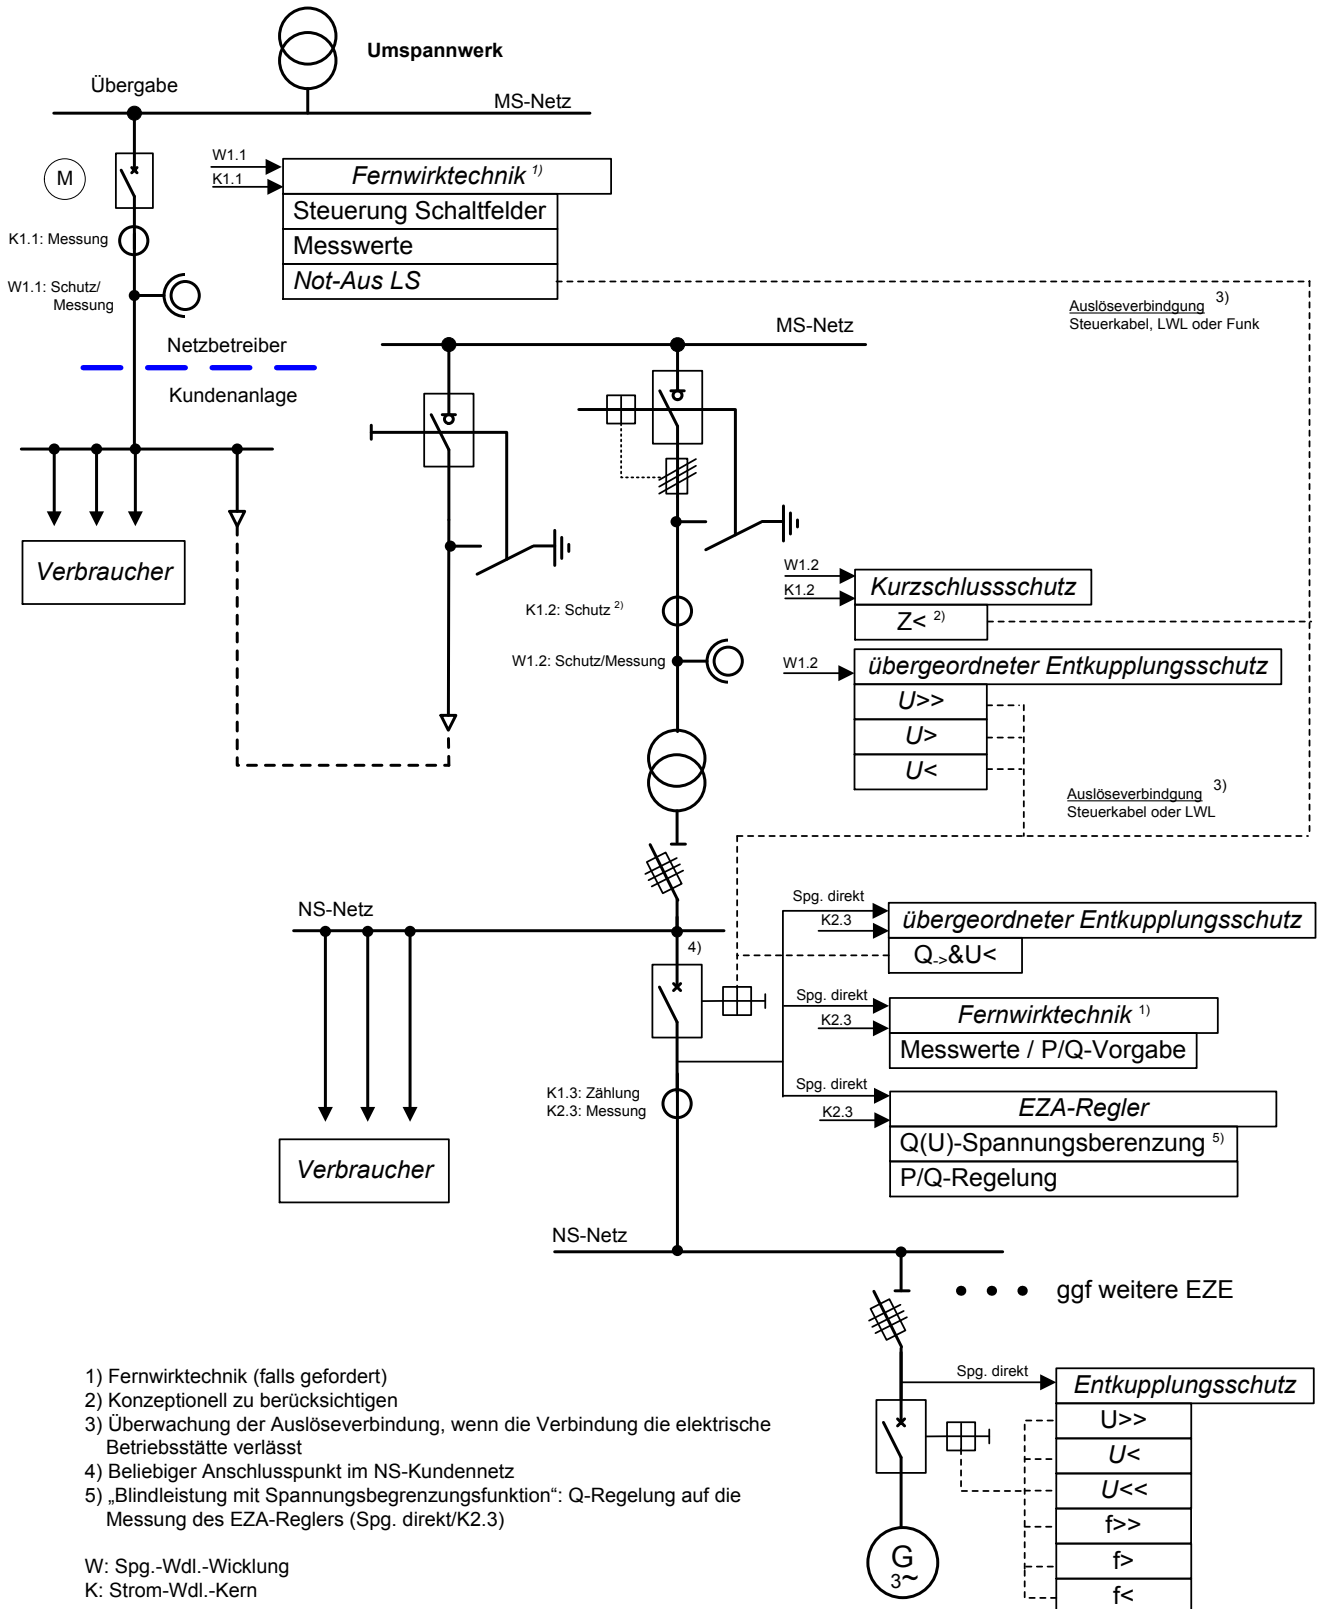 Umspannwerk
Übergabe
MS-Netz
M
W1.1
K1.1
Fernwirktechnik 1)
Steuerung Schaltfelder
Messwerte
Not-Aus LS
K1.1: Messung
W1.1: Schutz/
Messung
Auslöseverbindung 3)
Steuerkabel, LWL oder Funk
Netzbetreiber
Kundenanlage
MS-Netz
Verbraucher
K1.2: Schutz 2)
W1.2: Schutz/Messung
W1.2
K1.2
Kurzschlussschutz
Z< 2)
W1.2
übergeordneter Entkupplungsschutz
U>>
U>
U<
Auslöseverbindgung 3)
Steuerkabel oder LWL
NS-Netz
4)
Spg. direkt
K2.3
übergeordneter Entkupplungsschutz
Q->&U<
Spg. direkt
K2.3
Fernwirktechnik 1)
Messwerte / P/Q-Vorgabe
K1.3: Zählung
K2.3: Messung
Spg. direkt
K2.3
EZA-Regler
Q(U)-Spannungsberenzung 5)
P/Q-Regelung
Verbraucher
NS-Netz
• • • ggf weitere EZE
Spg. direkt
Entkupplungsschutz
U>>
U<
U<<
f>>
f>
f<
G
3~
1) Fernwirktechnik (falls gefordert)
2) Konzeptionell zu berücksichtigen
3) Überwachung der Auslöseverbindung, wenn die Verbindung die elektrische
Betriebsstätte verlässt
4) Beliebiger Anschlusspunkt im NS-Kundennetz
5) „Blindleistung mit Spannungsbegrenzungsfunktion“: Q-Regelung auf die
Messung des EZA-Reglers (Spg. direkt/K2.3)
W: Spg.-Wdl.-Wicklung
K: Strom-Wdl.-Kern